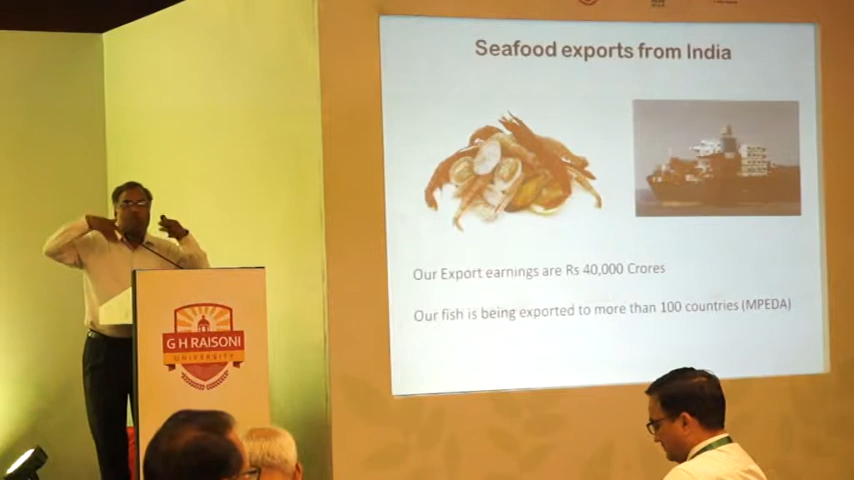 Seafood exports from India
Our Export earnings are Rs 40,000 Crores
Our fish is being exported to more than 100 countries (MPEDA)
G H RAISONI
UNIVERSITY